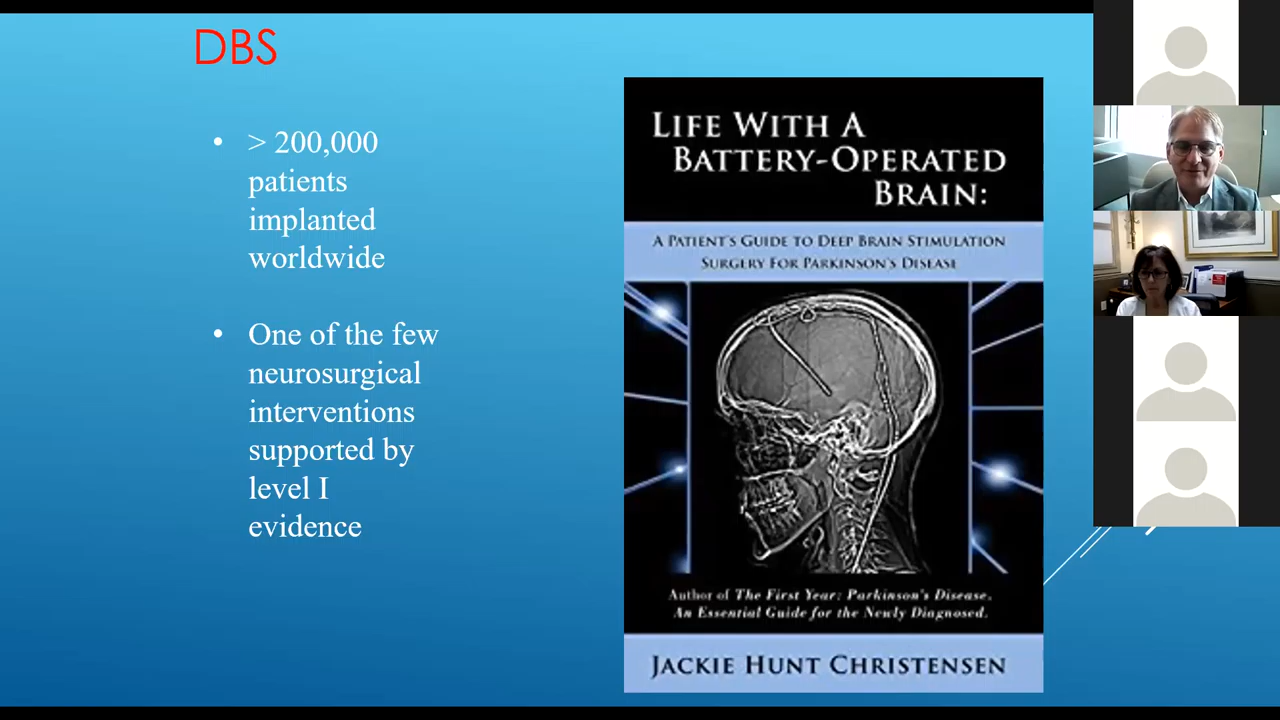 DBS
• > 200,000
patients
implanted
worldwide
• One of the few
neurosurgical
interventions
supported by
level I
evidence
LIFE WITH A
BATTERY-OPERATED
BRAIN:
A PATIENT'S GUIDE TO DEEP BRAIN STIMULATION
SURGERY FOR PARKINSON'S DISEASE
Author of The First Year: Parkinson's Disease.
An Essential Guide for the Newly Diagnosed.
JACKIE HUNT CHRISTENSEN